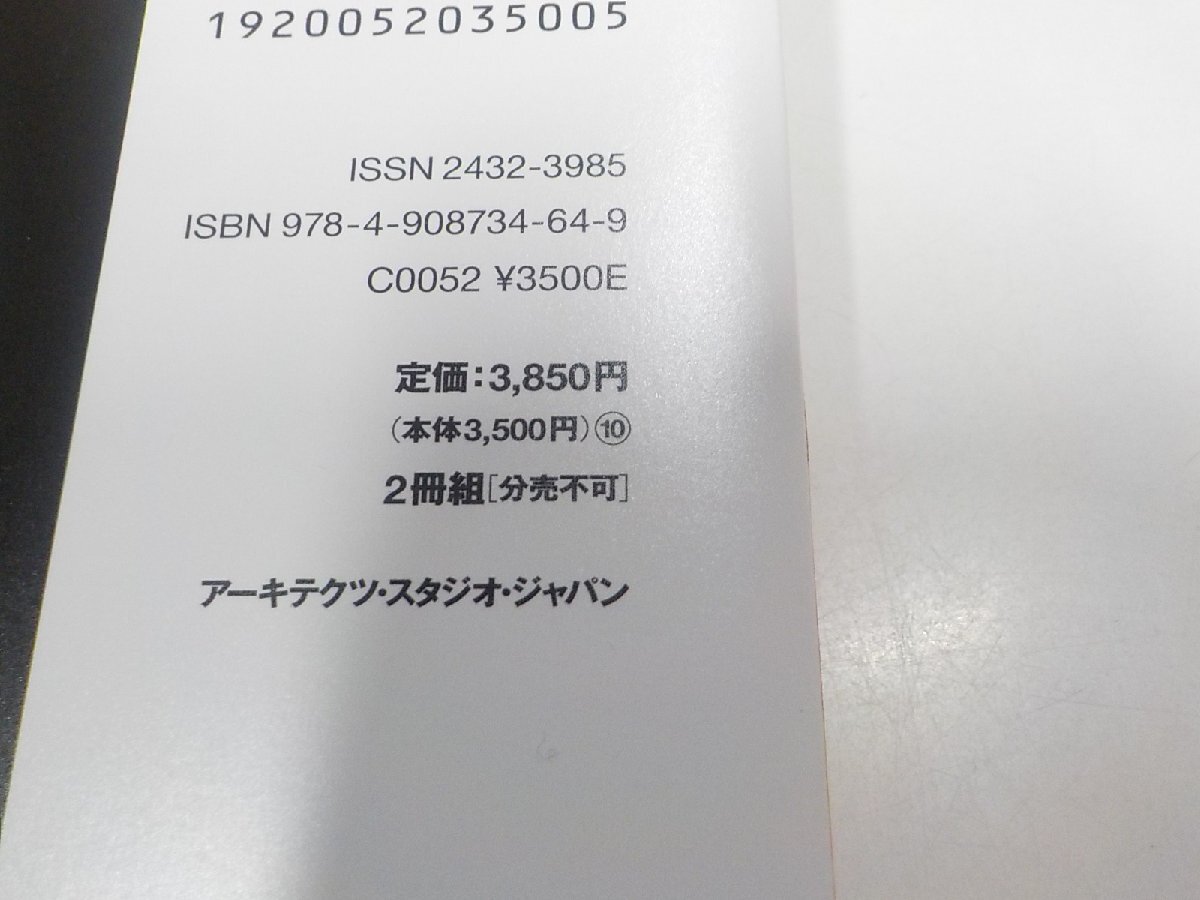 1920052035005
ISSN 2432-3985
ISBN 978-4-908734-64-9
C0052 ¥3500E
定価:3,850円
(本体3,500円)⑩
2冊組[分売不可]
アーキテクツ・スタジオ・ジャパン